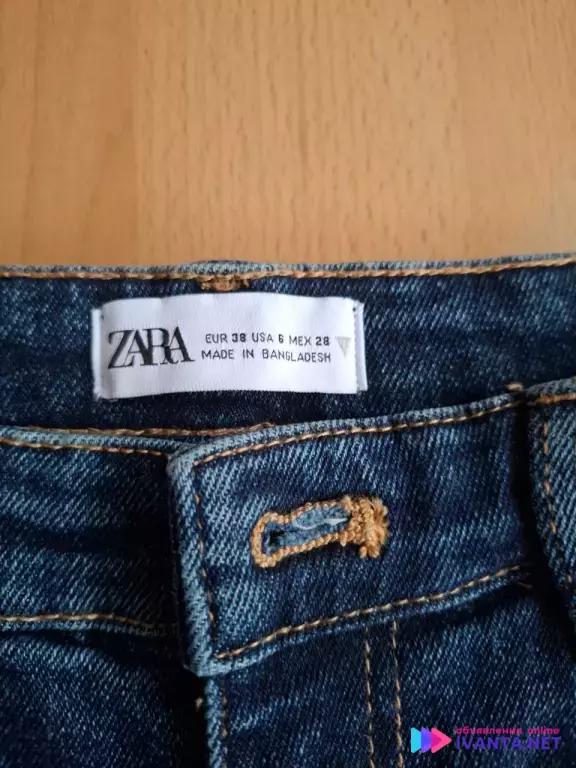 ZARA
EUR 38 USA 6 MEX 28
MADE IN BANGLADESH
объявления online
IVANTA.NET